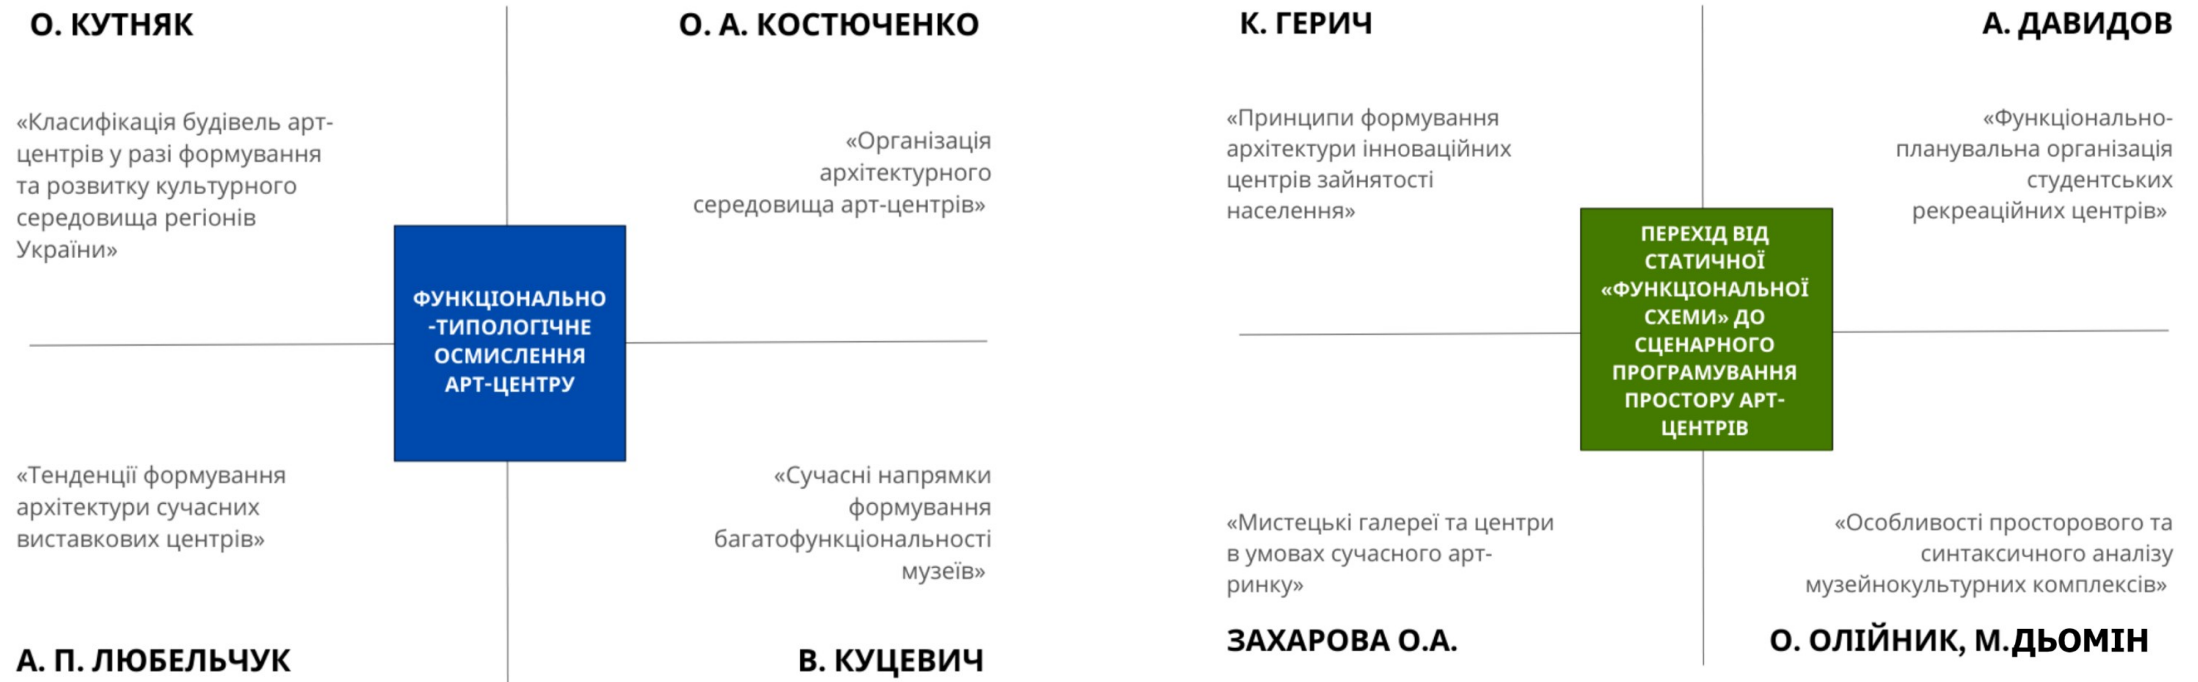 О. КУТНЯК
«Класифікація будівель арт-
центрів у разі формування
та розвитку культурного
середовища регіонів
України»
О. А. КОСТЮЧЕНКО
«Організація
архітектурного
середовища арт-центрів»
ФУНКЦІОНАЛЬНО
-ТИПОЛОГІЧНЕ
ОСМИСЛЕННЯ
АРТ-ЦЕНТРУ
«Тенденції формування
архітектури сучасних
виставкових центрів»
А. П. ЛЮБЕЛЬЧУК
«Сучасні напрямки
формування
багатофункціональності
музеїв»
В. КУЦЕВИЧ
К. ГЕРИЧ
«Принципи формування
архітектури інноваційних
центрів зайнятості
населення»
А. ДАВИДОВ
«Функціонально-
планувальна організація
студентських
рекреаційних центрів»
ПЕРЕХІД ВІД
СТАТИЧНОЇ
«ФУНКЦІОНАЛЬНОЇ
СХЕМИ» ДО
СЦЕНАРНОГО
ПРОГРАМУВАННЯ
ПРОСТОРУ АРТ-
ЦЕНТРІВ
«Мистецькі галереї та центри
в умовах сучасного арт-
ринку»
ЗАХАРОВА О.А.
«Особливості просторового та
синтаксичного аналізу
музейнокультурних комплексів»
О. ОЛІЙНИК, М.ДЬОМІН